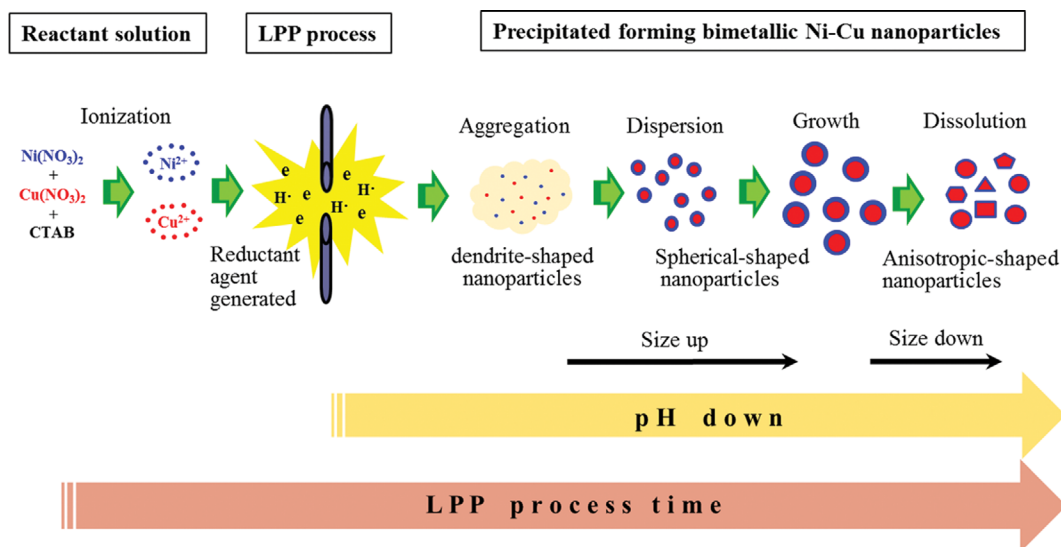 Reactant solution
LPP process
Precipitated forming bimetallic Ni-Cu nanoparticles
Ionization
Ni(NO₃)₂
+
Cu(NO₃)₂
+
CTAB
Ni²⁺
Cu²⁺
e
e
H·
e
H·
H·
e
e
Reductant
agent
generated
Aggregation
dendrite-shaped
nanoparticles
Dispersion
Spherical-shaped
nanoparticles
Growth
Dissolution
Anisotropic-shaped
nanoparticles
Size up
Size down
pH down
LPP process time